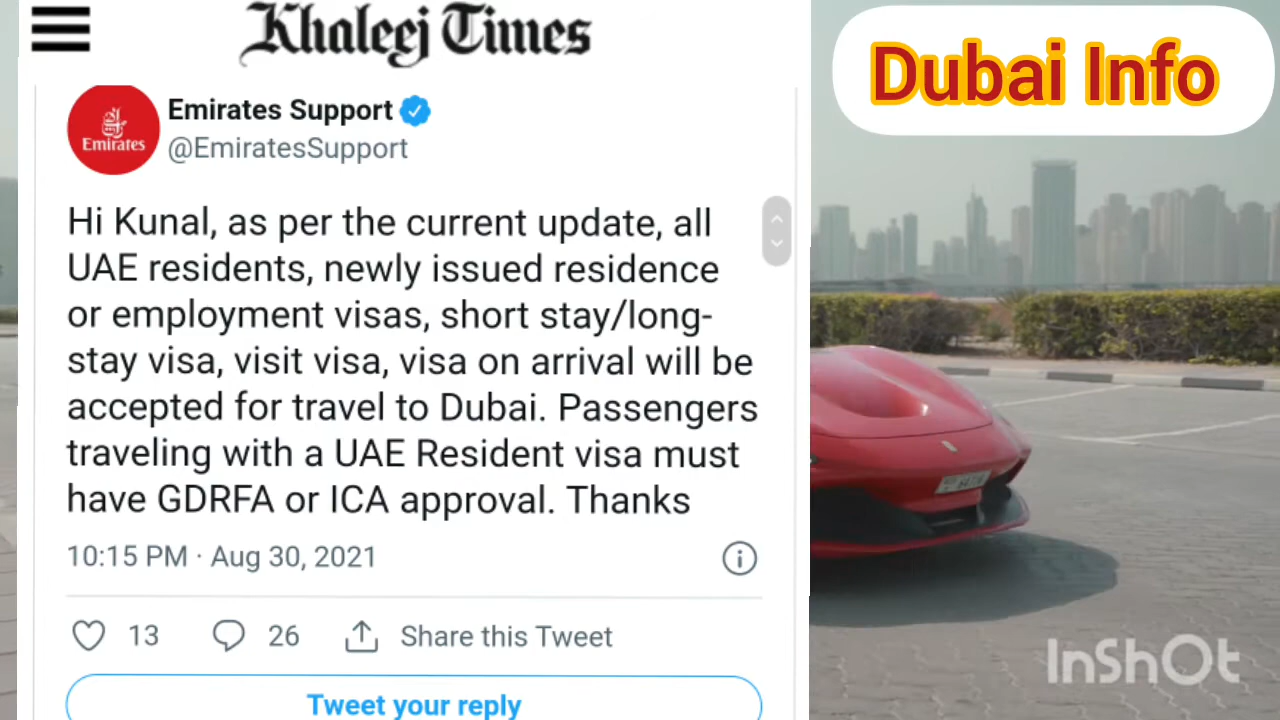 Khaleej Times
Dubai Info
Emirates
Emirates Support
@EmiratesSupport
Hi Kunal, as per the current update, all
UAE residents, newly issued residence
or employment visas, short stay/long-
stay visa, visit visa, visa on arrival will be
accepted for travel to Dubai. Passengers
traveling with a UAE Resident visa must
have GDRFA or ICA approval. Thanks
10:15 PM · Aug 30, 2021
13
26
Share this Tweet
Tweet your reply
InShOt